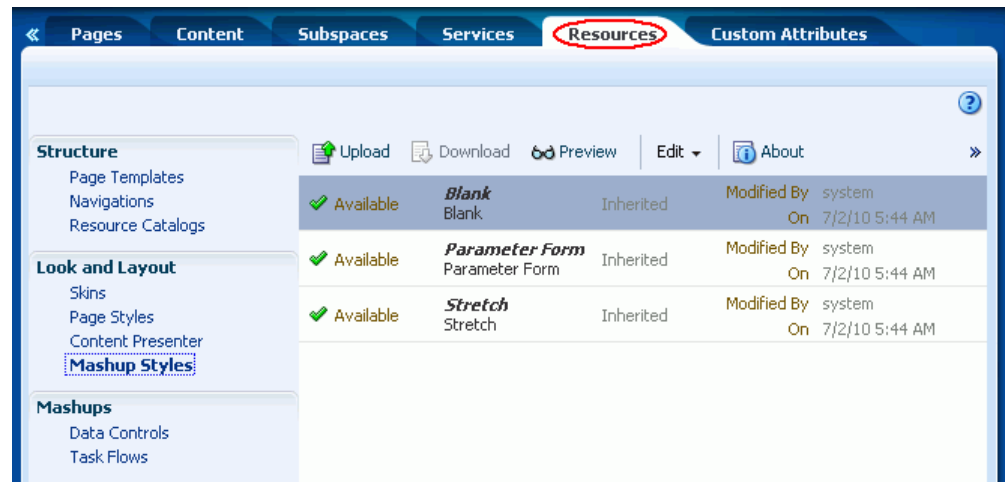 « Pages Content Subspaces Services Resources Custom Attributes
?
Structure
Page Templates
Navigations
Resource Catalogs
Look and Layout
Skins
Page Styles
Content Presenter
Mashup Styles
Mashups
Data Controls
Task Flows
Upload Download Preview Edit About »
Available Blank Inherited Modified By system
Blank On 7/2/10 5:44 AM
Available Parameter Form Inherited Modified By system
Parameter Form On 7/2/10 5:44 AM
Available Stretch Inherited Modified By system
Stretch On 7/2/10 5:44 AM